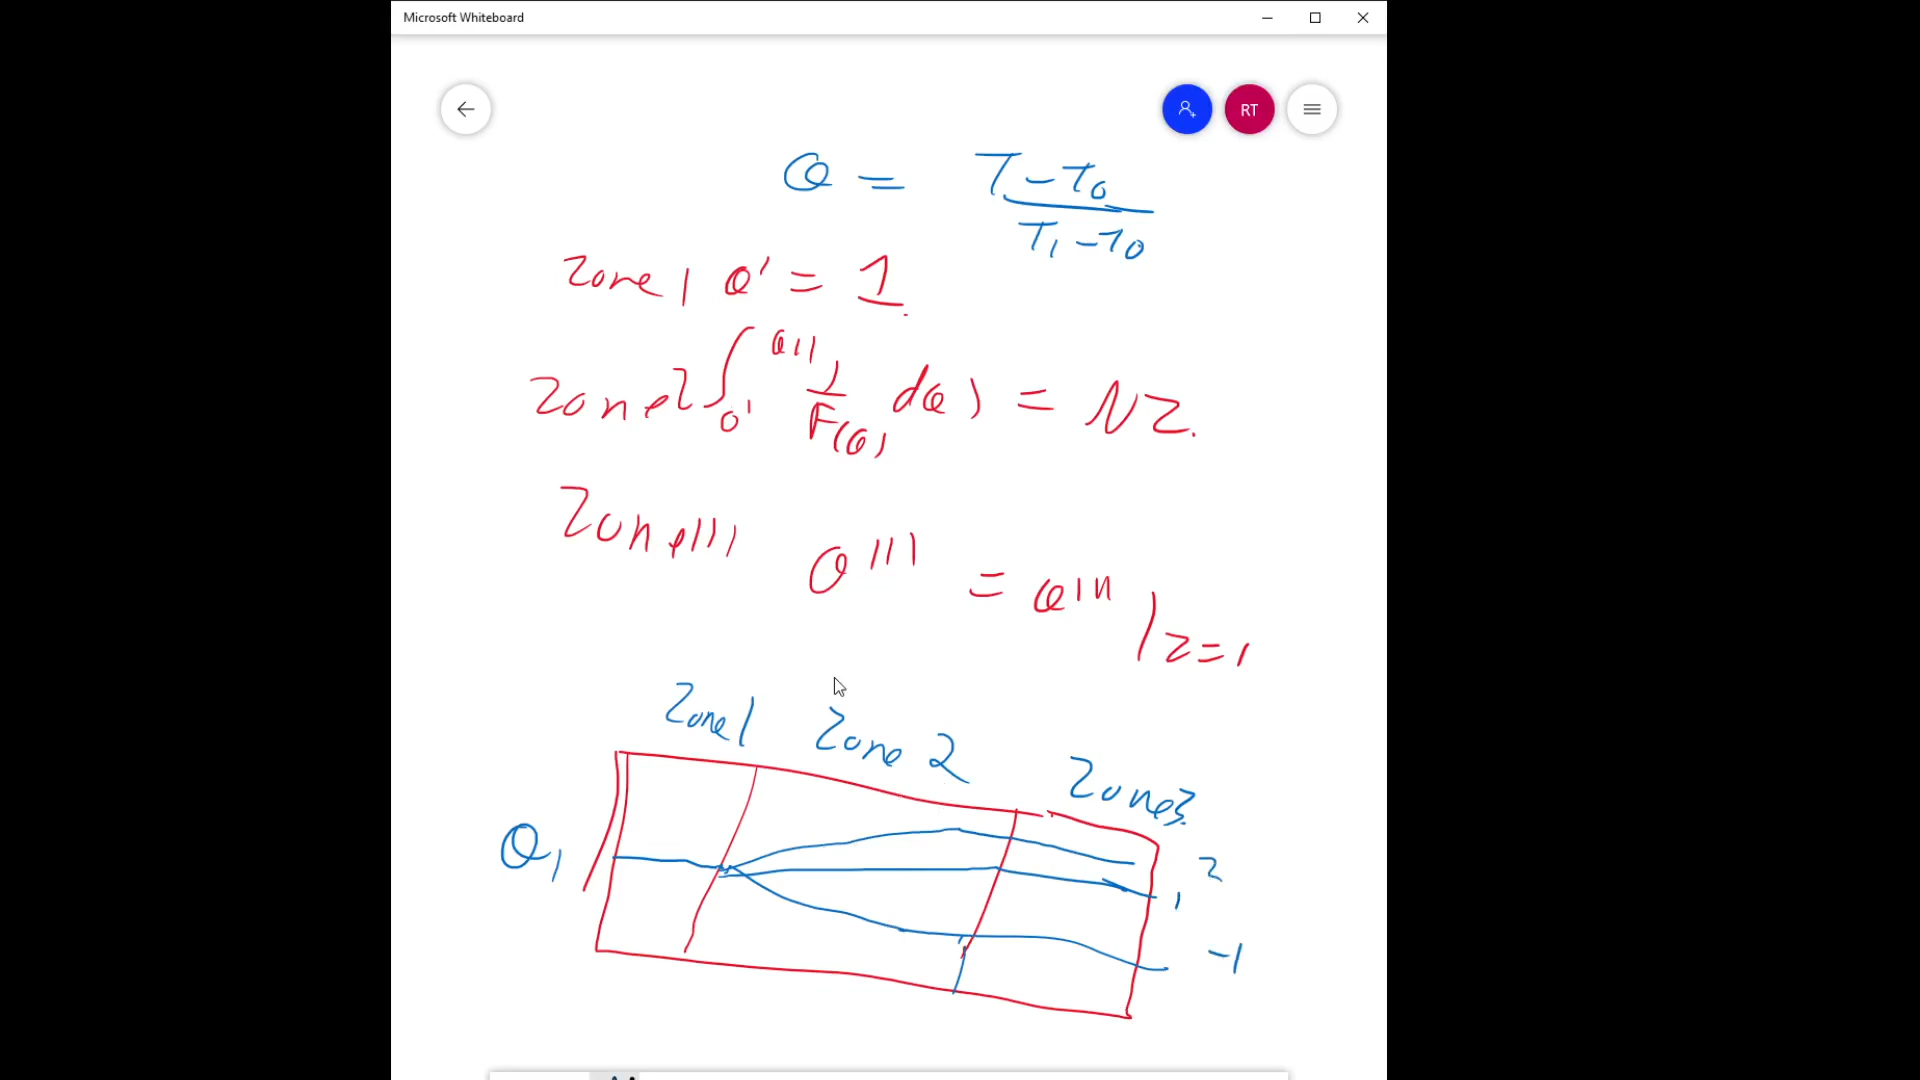 Microsoft Whiteboard
RT
Θ = T - T0 / T1 - T0
Zone 1 Θ' = 1.
Zone 2 ∫Θ'^Θ'' 1/F(Θ) dΘ = NZ.
Zone III Θ''' = Θ'' | z=1
Zone 1 Zone 2 Zone 3.
Θ1
2
1
-1